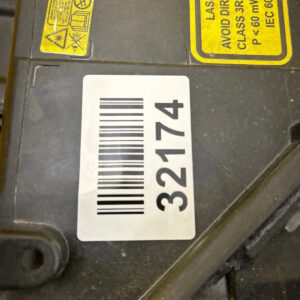 LAS
AVOID DIR
CLASS 3R
P < 60 mW
IEC 60
32174